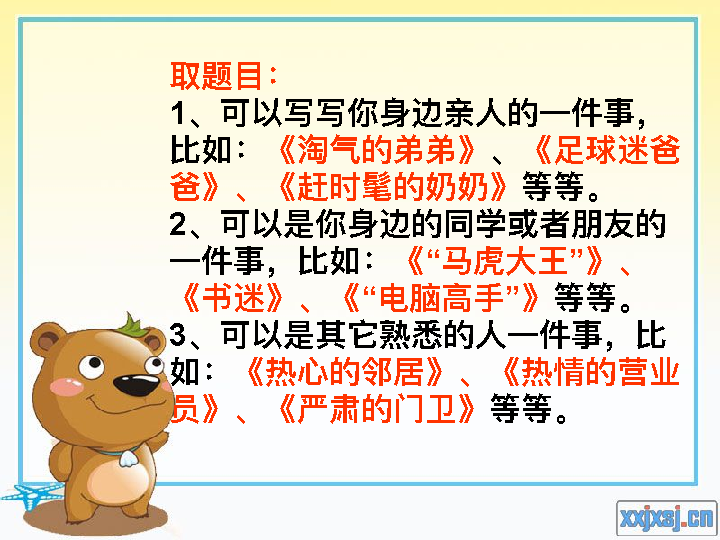 取题目：
1、可以写写你身边亲人的一件事，
比如：《淘气的弟弟》、《足球迷爸
爸》、《赶时髦的奶奶》等等。
2、可以是你身边的同学或者朋友的
一件事，比如：《“马虎大王”》、
《书迷》、《“电脑高手”》等等。
3、可以是其它熟悉的人一件事，比
如：《热心的邻居》、《热情的营业
员》、《严肃的门卫》等等。
xxjxsj.cn